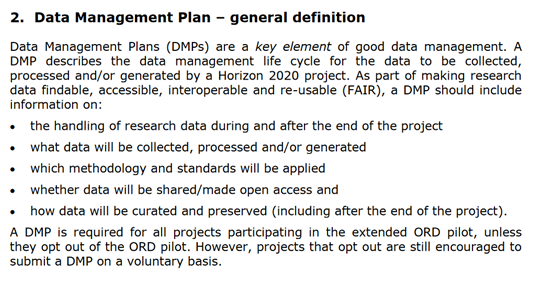 2. Data Management Plan – general definition
Data Management Plans (DMPs) are a key element of good data management. A
DMP describes the data management life cycle for the data to be collected,
processed and/or generated by a Horizon 2020 project. As part of making research
data findable, accessible, interoperable and re-usable (FAIR), a DMP should include
information on:
• the handling of research data during and after the end of the project
• what data will be collected, processed and/or generated
• which methodology and standards will be applied
• whether data will be shared/made open access and
• how data will be curated and preserved (including after the end of the project).
A DMP is required for all projects participating in the extended ORD pilot, unless
they opt out of the ORD pilot. However, projects that opt out are still encouraged to
submit a DMP on a voluntary basis.